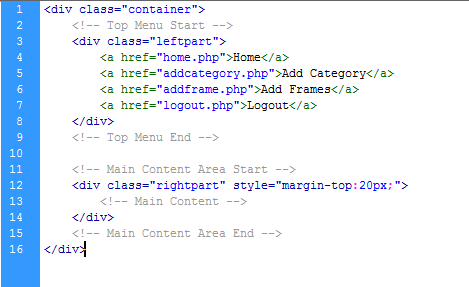 1 <div class="container">
2     <!-- Top Menu Start -->
3     <div class="leftpart">
4         <a href="home.php">Home</a>
5         <a href="addcategory.php">Add Category</a>
6         <a href="addframe.php">Add Frames</a>
7         <a href="logout.php">Logout</a>
8     </div>
9     <!-- Top Menu End -->
10
11     <!-- Main Content Area Start -->
12     <div class="rightpart" style="margin-top:20px;">
13         <!-- Main Content -->
14     </div>
15     <!-- Main Content Area End -->
16 </div>